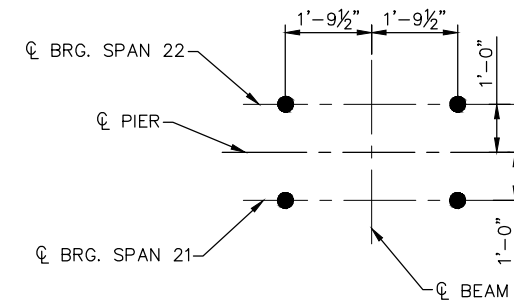 1'-9½" 1'-9½"
℄ BRG. SPAN 22
1'-0"
℄ PIER
1'-0"
℄ BRG. SPAN 21
℄ BEAM